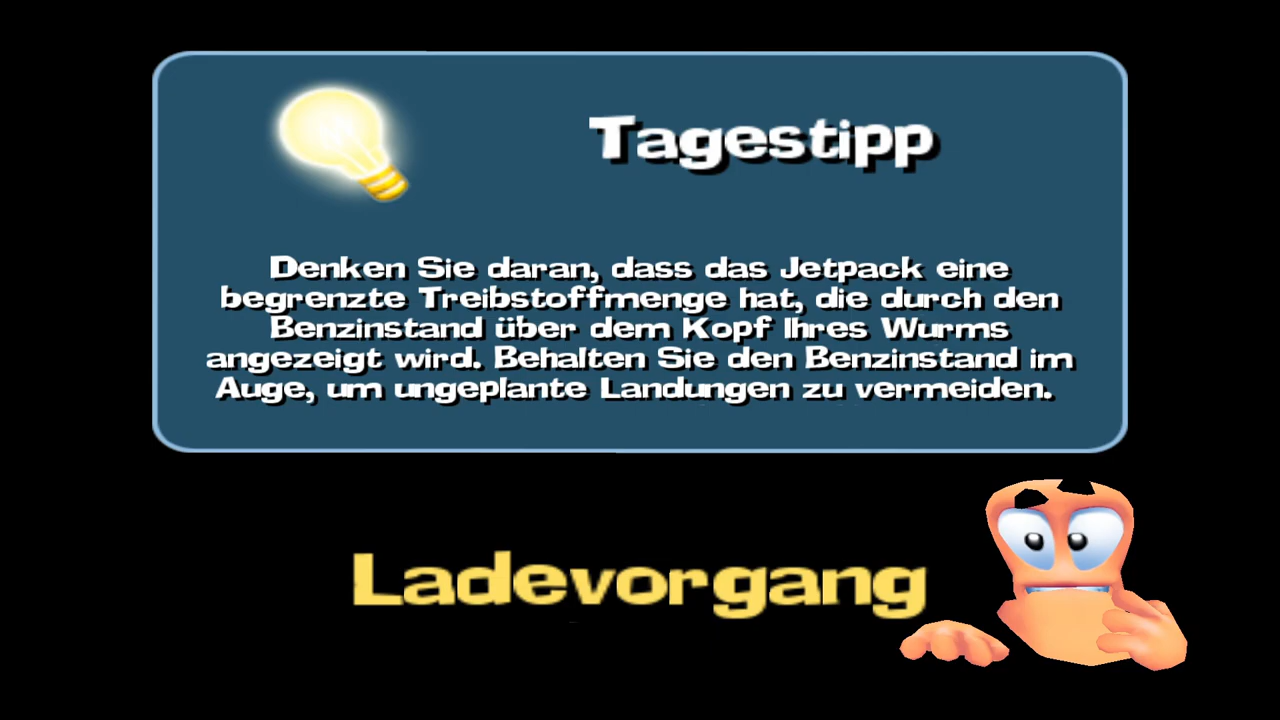 Tagestipp
Denken Sie daran, dass das Jetpack eine
begrenzte Treibstoffmenge hat, die durch den
Benzinstand über dem Kopf Ihres Wurms
angezeigt wird. Behalten Sie den Benzinstand im
Auge, um ungeplante Landungen zu vermeiden.
Ladevorgang